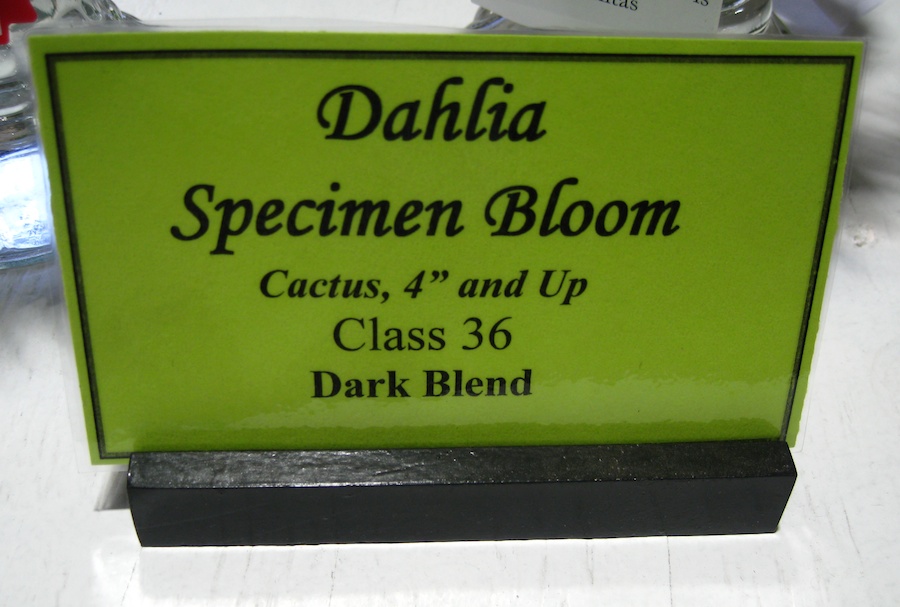 Dahlia
Specimen Bloom
Cactus, 4” and Up
Class 36
Dark Blend